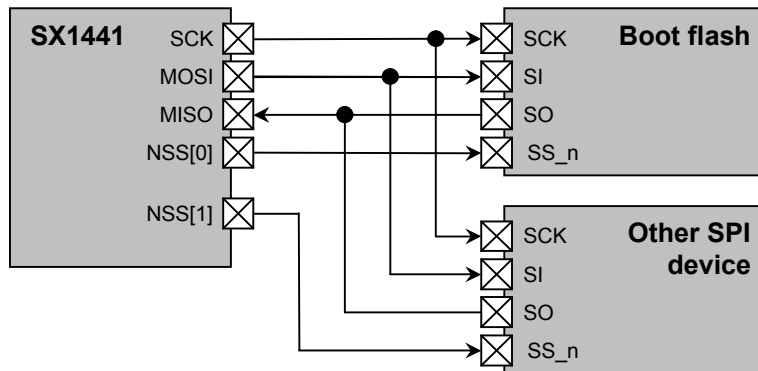 SX1441
SCK
MOSI
MISO
NSS[0]
NSS[1]
Boot flash
SCK
SI
SO
SS_n
Other SPI
device
SCK
SI
SO
SS_n